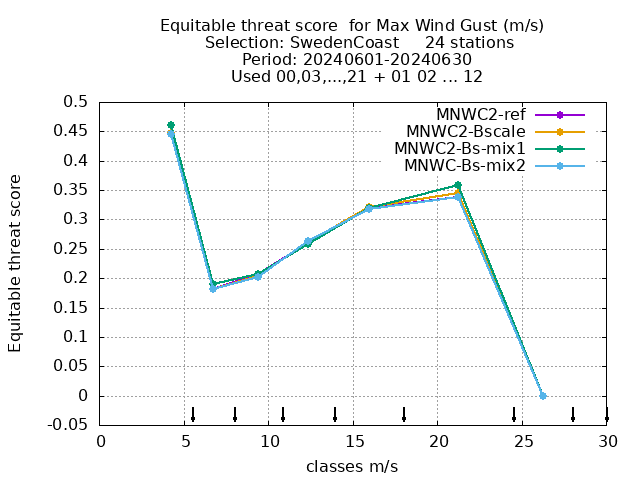 Equitable threat score  for Max Wind Gust (m/s)
Selection: SwedenCoast     24 stations
Period: 20240601-20240630
Used 00,03,...,21 + 01 02 ... 12
MNWC2-ref
MNWC2-Bscale
MNWC2-Bs-mix1
MNWC-Bs-mix2
Equitable threat score
0.5
0.45
0.4
0.35
0.3
0.25
0.2
0.15
0.1
0.05
0
-0.05
0 5 10 15 20 25 30
classes m/s